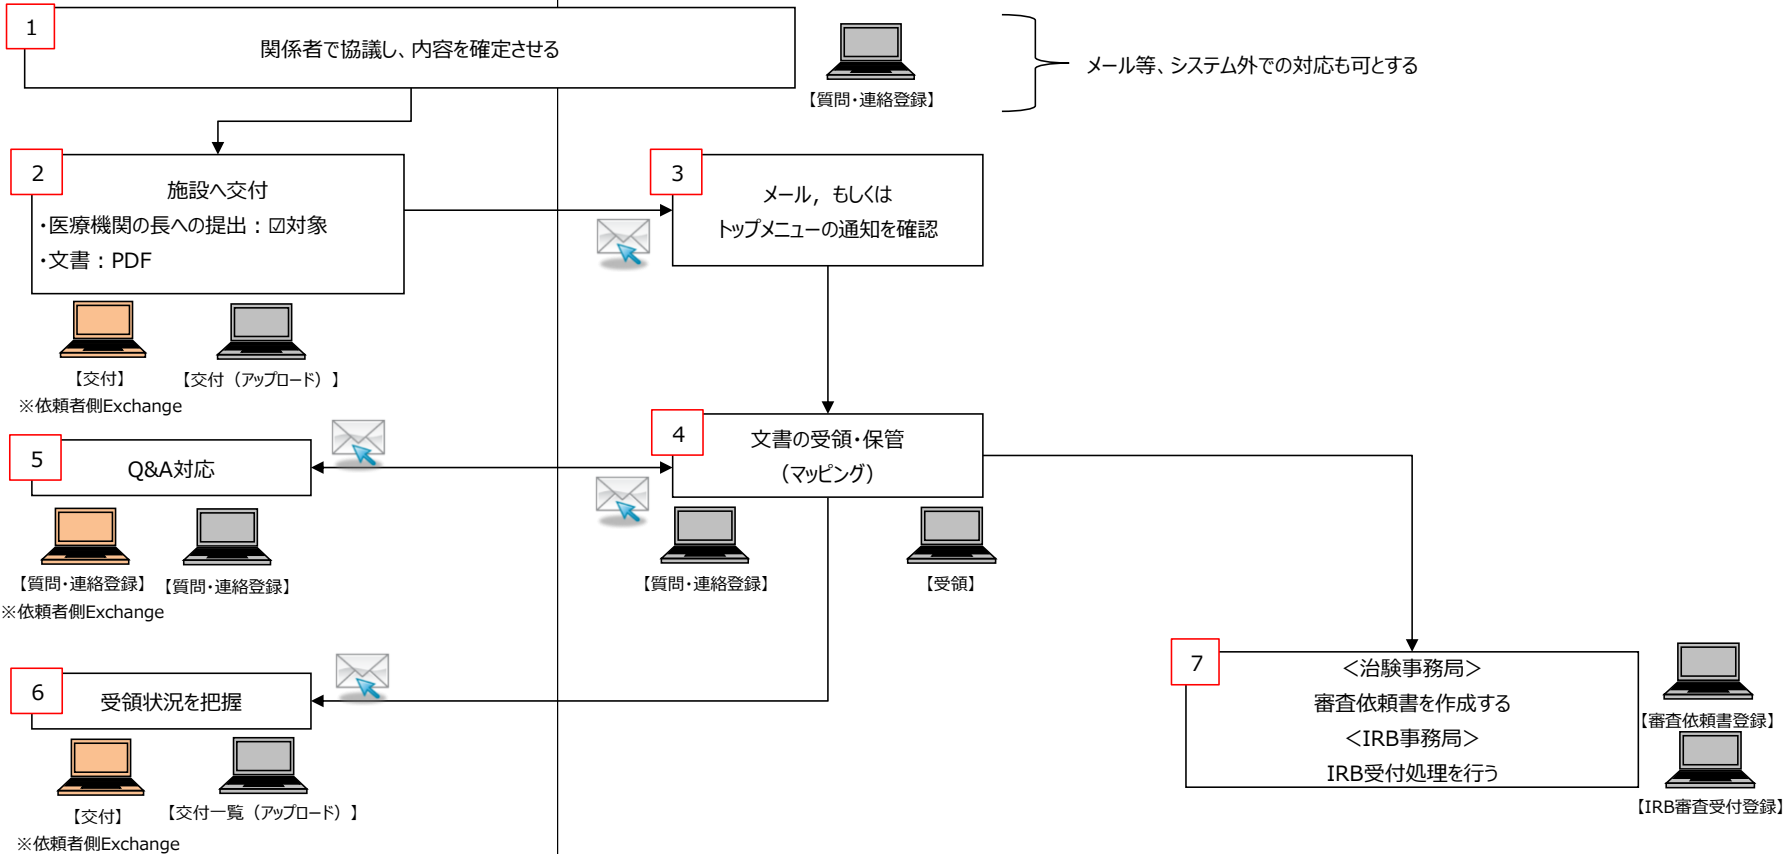 1
関係者で協議し、内容を確定させる
【質問・連絡登録】
メール等、システム外での対応も可とする
2
施設へ交付
・医療機関の長への提出：☑対象
・文書：PDF
【交付】
【交付（アップロード）】
※依頼者側Exchange
3
メール，もしくは
トップメニューの通知を確認
4
文書の受領・保管
（マッピング）
【質問・連絡登録】
【受領】
5
Q&A対応
【質問・連絡登録】
【質問・連絡登録】
※依頼者側Exchange
6
受領状況を把握
【交付】
【交付一覧（アップロード）】
※依頼者側Exchange
7
＜治験事務局＞
審査依頼書を作成する
＜IRB事務局＞
IRB受付処理を行う
【審査依頼書登録】
【IRB審査受付登録】